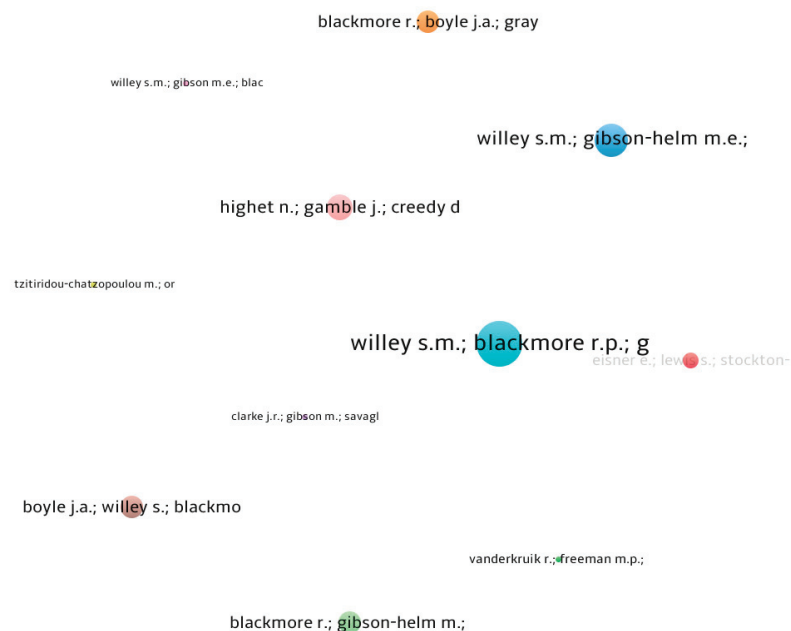 blackmore r.; boyle j.a.; gray
willey s.m.; gibson m.e.; blac
willey s.m.; gibson-helm m.e.;
highet n.; gamble j.; creedy d
tzitiridou-chatzopoulou m.; or
willey s.m.; blackmore r.p.; g
eisner e.; lewis s.; stockton-
clarke j.r.; gibson m.; savagl
boyle j.a.; willey s.; blackmo
vanderkruik r.; freeman m.p.;
blackmore r.; gibson-helm m.;